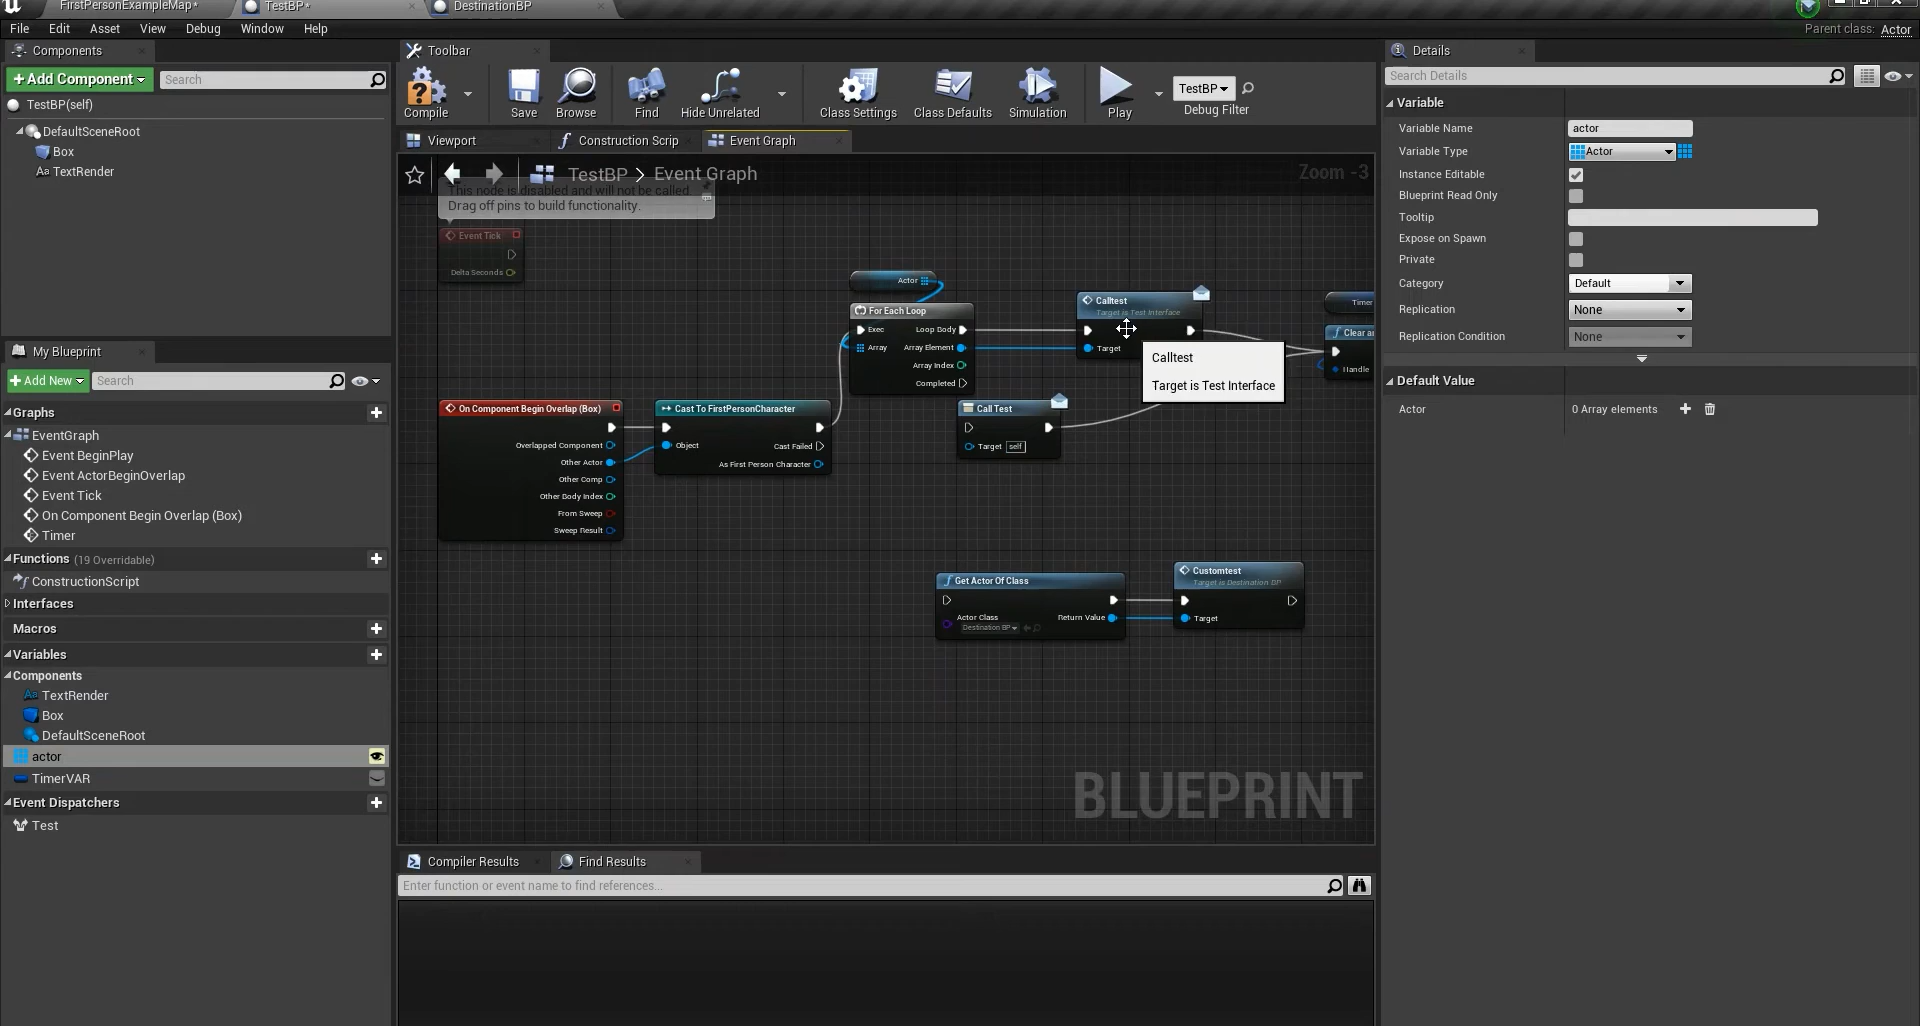 FirstPersonExampleMap*
TestBP*
DestinationBP
File Edit Asset View Debug Window Help
Parent class: Actor
Components
+Add Component
Search
TestBP(self)
DefaultSceneRoot
Box
Aa TextRender
Toolbar
Compile
Save
Browse
Find
Hide Unrelated
Class Settings
Class Defaults
Simulation
Play
TestBP
Debug Filter
Viewport
Construction Scrip
Event Graph
TestBP > Event Graph
Zoom -3
This node is disabled and will not be called.
Drag off pins to build functionality.
Event Tick
Delta Seconds
Actor
For Each Loop
Exec Loop Body
Array Array Element
Array Index
Completed
Calltest
Target is Test Interface
Target
Calltest
Target is Test Interface
Timer
Clear an
Handle
On Component Begin Overlap (Box)
Overlapped Component
Other Actor
Other Comp
Other Body Index
From Sweep
Sweep Result
Cast To FirstPersonCharacter
Object Cast Failed
As First Person Character
Call Test
Target self
Get Actor Of Class
Actor Class Return Value
Destination BP
Customtest
Target is Destination BP
Target
BLUEPRINT
My Blueprint
+Add New
Search
Graphs
EventGraph
Event BeginPlay
Event ActorBeginOverlap
Event Tick
On Component Begin Overlap (Box)
Timer
Functions (19 Overridable)
ConstructionScript
Interfaces
Macros
Variables
Components
Aa TextRender
Box
DefaultSceneRoot
actor
TimerVAR
Event Dispatchers
Test
Compiler Results
Find Results
Enter function or event name to find references...
Details
Search Details
Variable
Variable Name actor
Variable Type Actor
Instance Editable
Blueprint Read Only
Tooltip
Expose on Spawn
Private
Category Default
Replication None
Replication Condition None
Default Value
Actor 0 Array elements